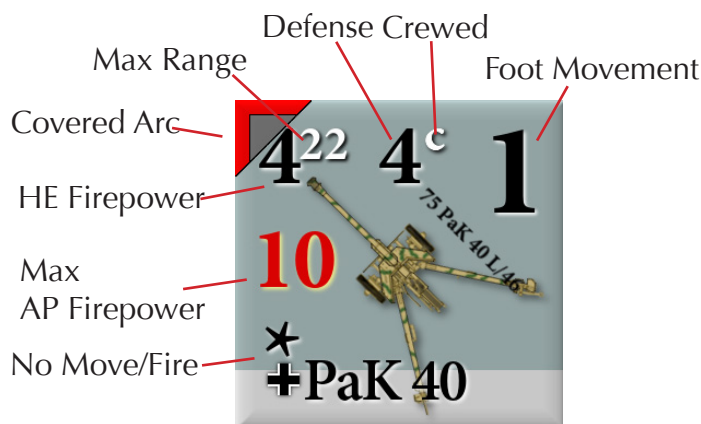 Defense Crewed
Max Range
Foot Movement
Covered Arc
4 22 4 c 1
HE Firepower
75 PaK 40 L/46
10
Max
AP Firepower
No Move/Fire
PaK 40